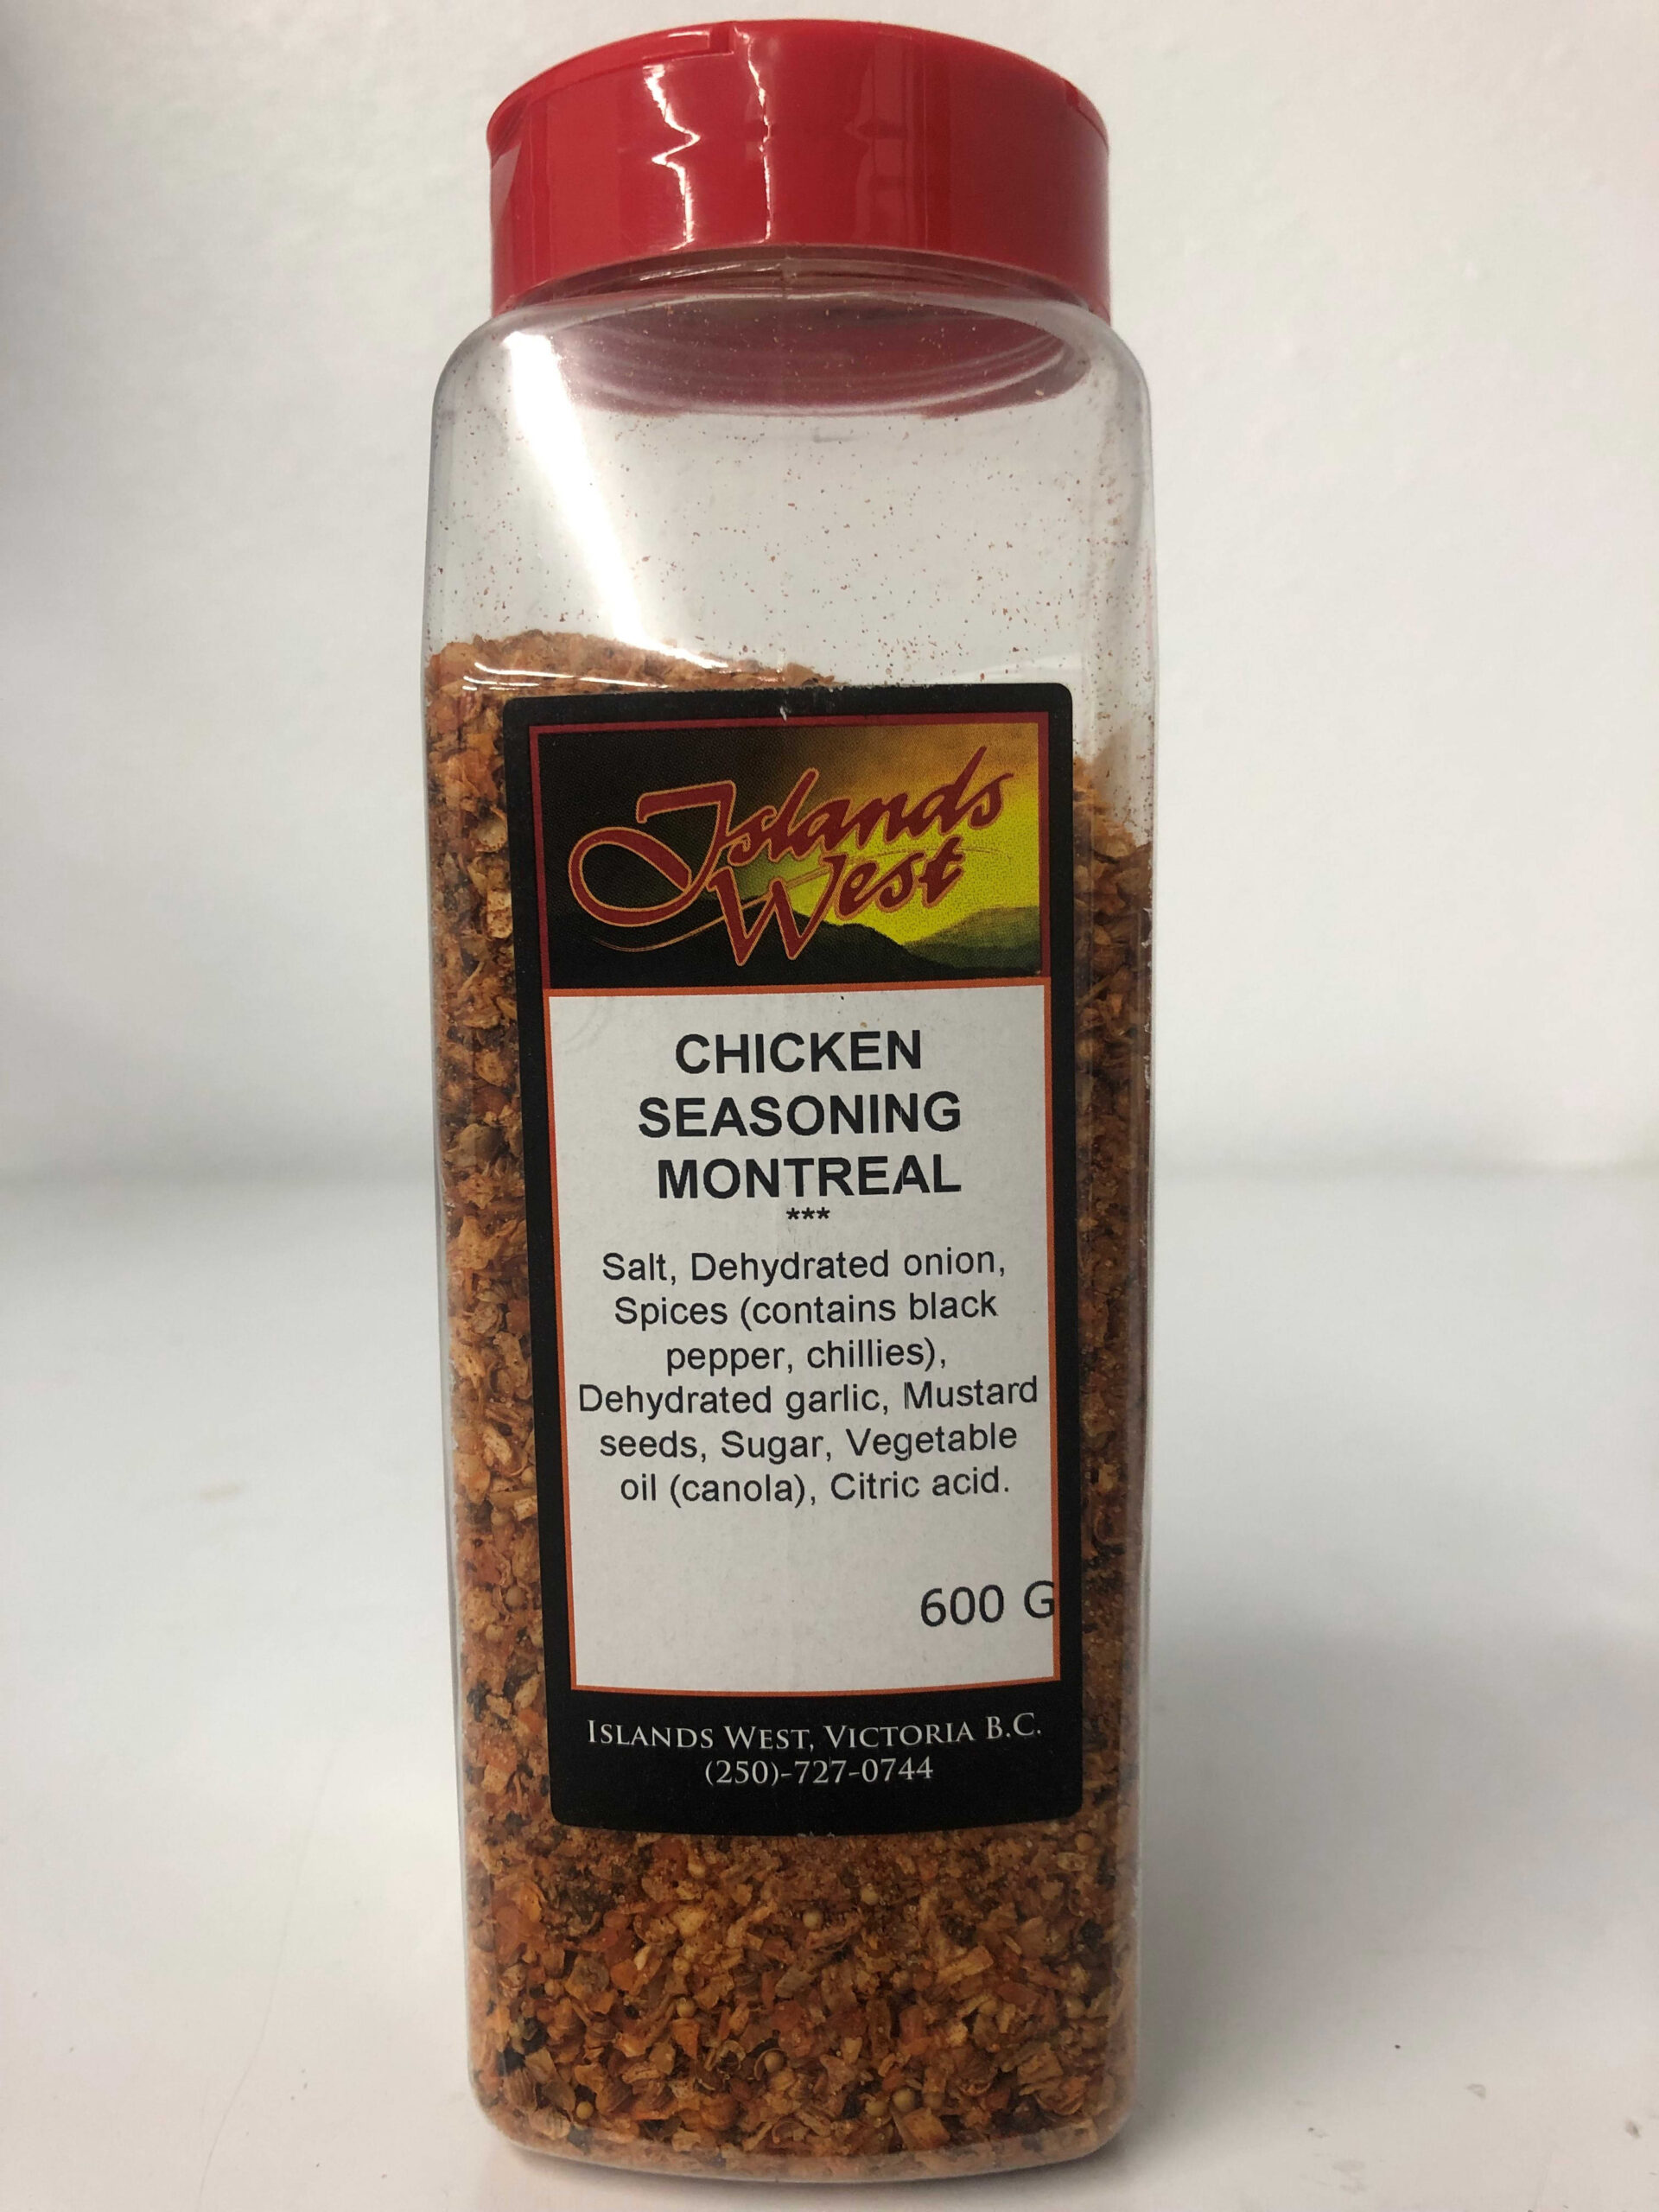 Islands
West
CHICKEN
SEASONING
MONTREAL
***
Salt, Dehydrated onion,
Spices (contains black
pepper, chillies),
Dehydrated garlic, Mustard
seeds, Sugar, Vegetable
oil (canola), Citric acid.
600 G
ISLANDS WEST, VICTORIA B.C.
(250)-727-0744